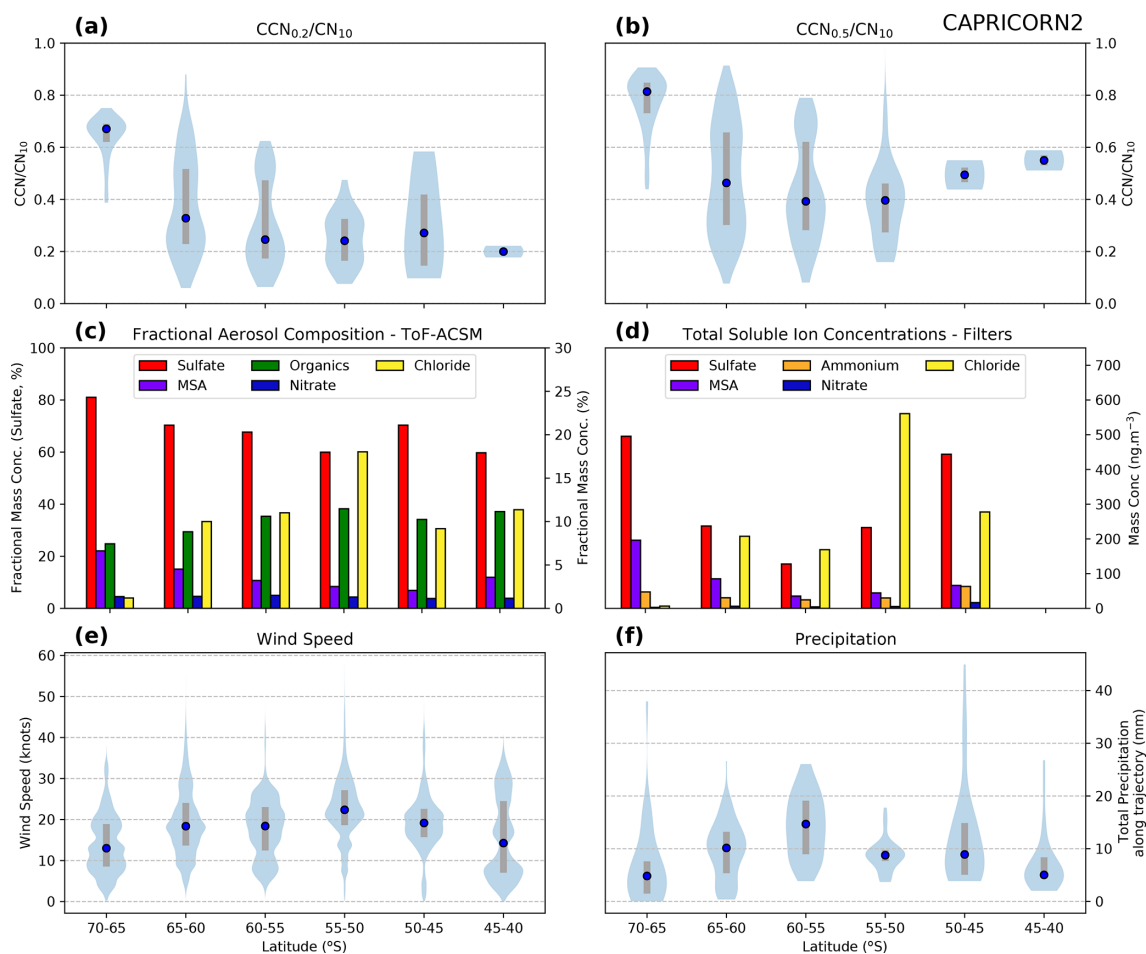 (a)
CCN0.2/CN10
(b)
CCN0.5/CN10
CAPRICORN2
CCN/CN10
1.0
0.8
0.6
0.4
0.2
0.0
1.0
0.8
0.6
0.4
0.2
0.0
CCN/CN10
(c)
Fractional Aerosol Composition - ToF-ACSM
Sulfate
MSA
Organics
Nitrate
Chloride
Fractional Mass Conc. (Sulfate, %)
100
80
60
40
20
0
30
25
20
15
10
5
0
Fractional Mass Conc. (%)
(d)
Total Soluble Ion Concentrations - Filters
Sulfate
MSA
Ammonium
Nitrate
Chloride
700
600
500
400
300
200
100
0
Mass Conc (ng.m−3)
(e)
Wind Speed
Wind Speed (knots)
60
50
40
30
20
10
0
70-65
65-60
60-55
55-50
50-45
45-40
Latitude (°S)
(f)
Precipitation
40
30
20
10
0
Total Precipitation
along trajectory (mm)
70-65
65-60
60-55
55-50
50-45
45-40
Latitude (°S)